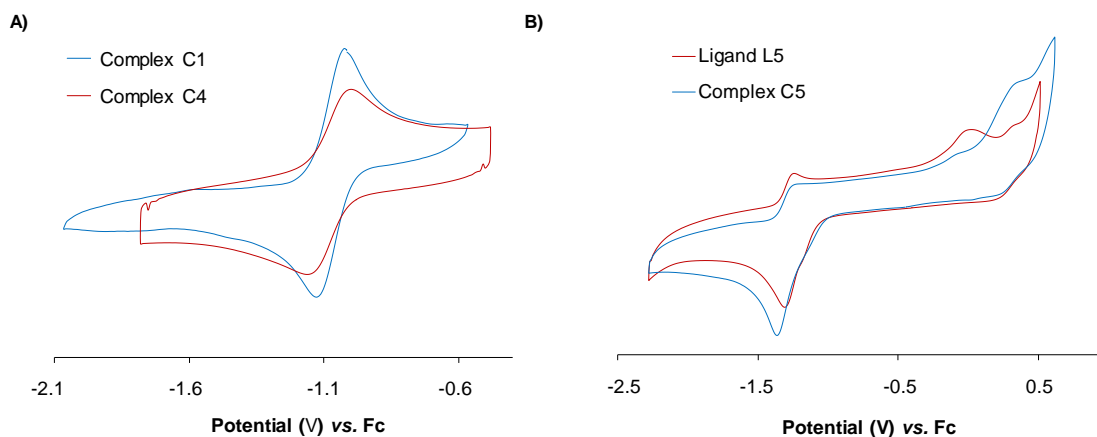 A)
Complex C1
Complex C4
-2.1 -1.6 -1.1 -0.6
Potential (V) vs. Fc
B)
Ligand L5
Complex C5
-2.5 -1.5 -0.5 0.5
Potential (V) vs. Fc